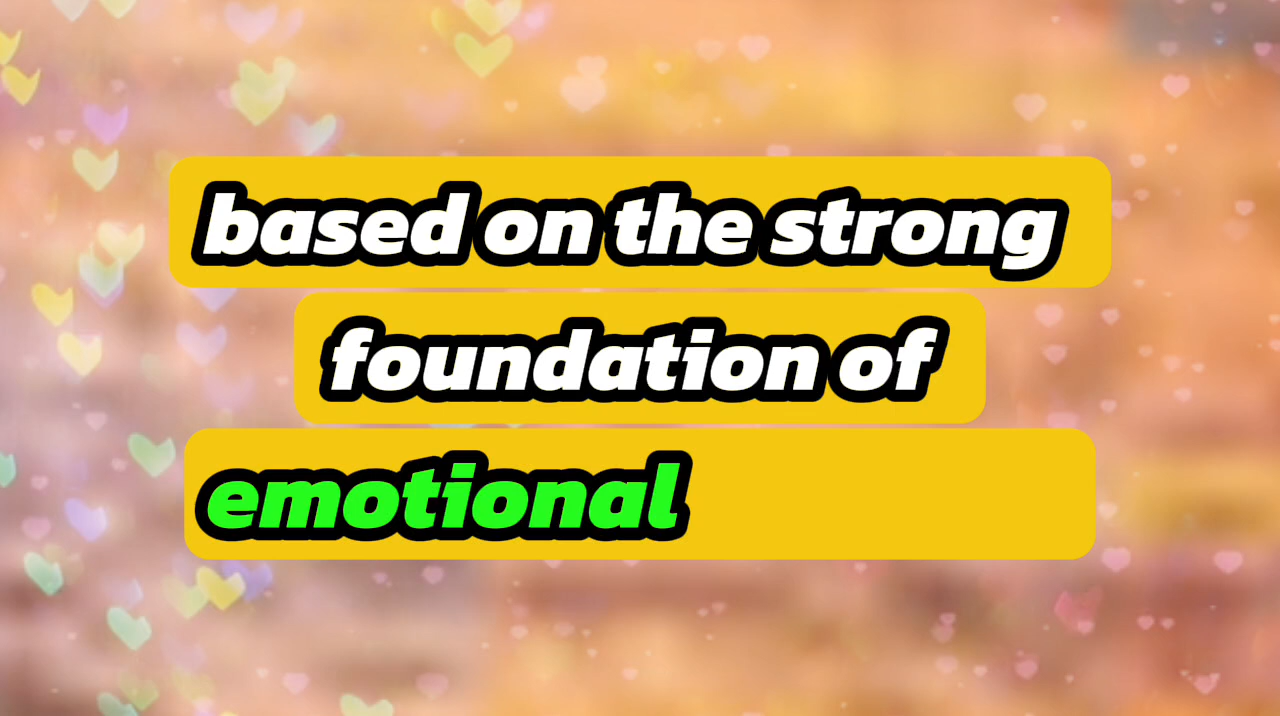 based on the strong
foundation of
emotional